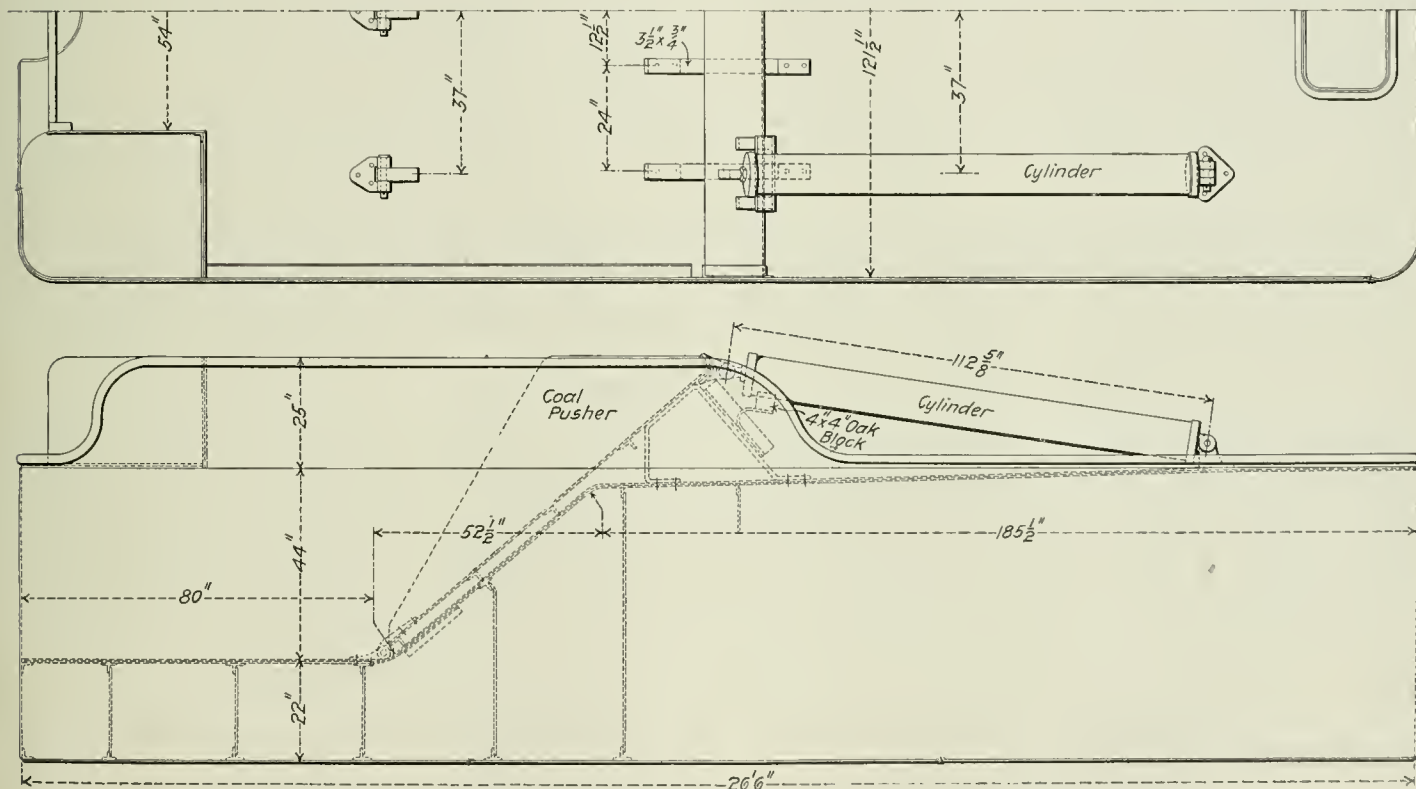 54"
37"
12 1/2"
24"
3 1/2" x 3/4"
121 1/2"
37"
Cylinder
112 5/8"
25"
Coal
Pusher
Cylinder
4"x4" Oak
Block
44"
52 1/2"
185 1/2"
80"
22"
26'6"